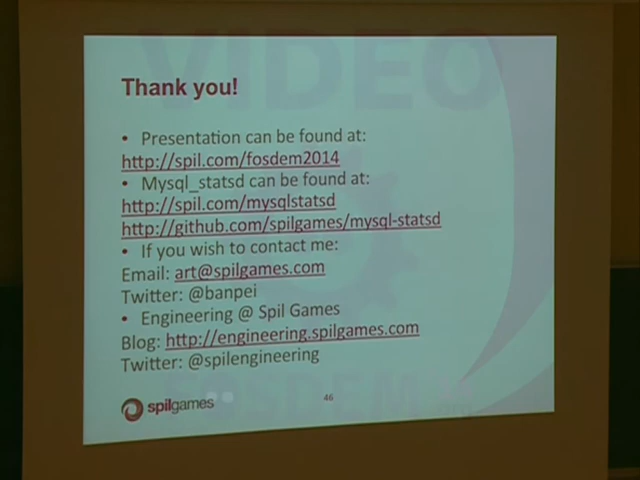 VIDEO
Thank you!
• Presentation can be found at:
http://spil.com/fosdem2014
• Mysql_statsd can be found at:
http://spil.com/mysqlstatsd
http://github.com/spilgames/mysql-statsd
• If you wish to contact me:
Email: art@spilgames.com
Twitter: @banpei
• Engineering @ Spil Games
Blog: http://engineering.spilgames.com
Twitter: @spilengineering
spilgames
46
FOSDEM